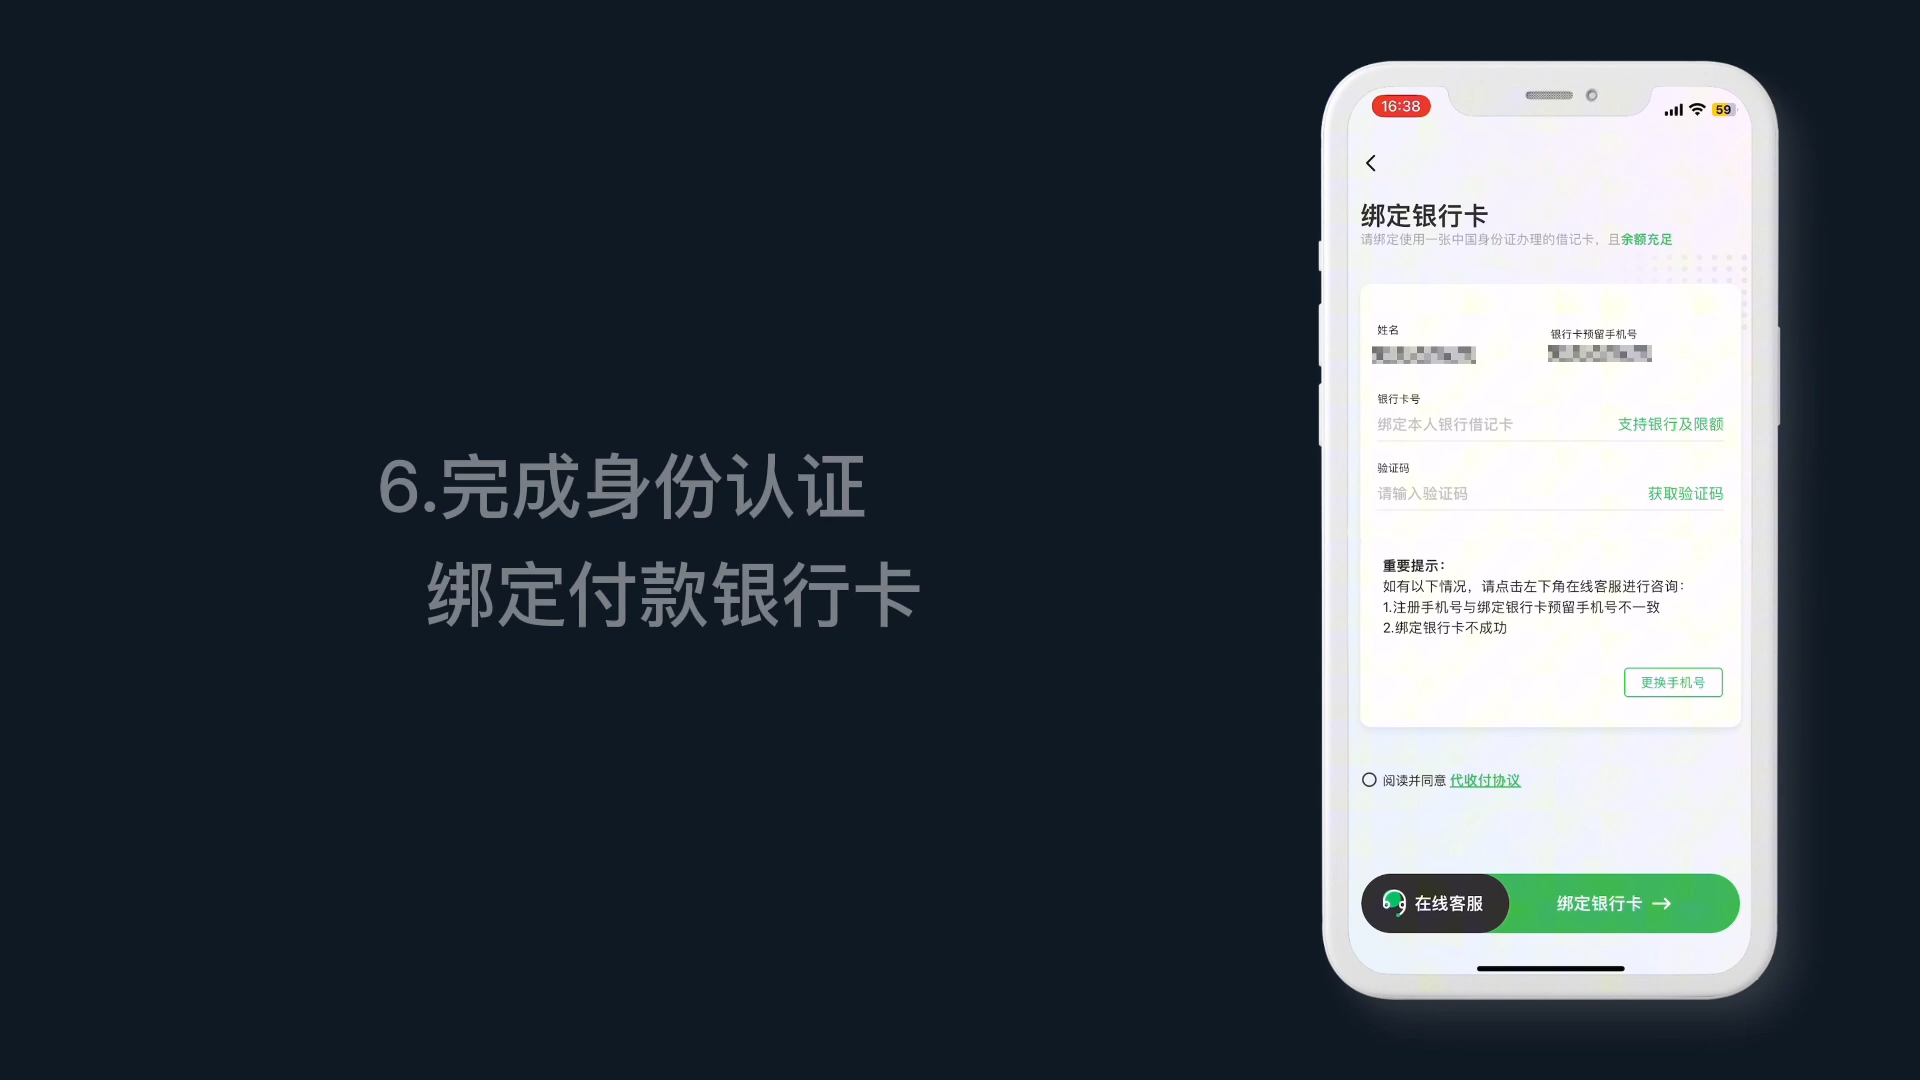 6.完成身份认证
绑定付款银行卡
16:38
59
绑定银行卡
请绑定使用一张中国身份证办理的借记卡，且余额充足
姓名
银行卡预留手机号
银行卡号
绑定本人银行借记卡
支持银行及限额
验证码
请输入验证码
获取验证码
重要提示：
如有以下情况，请点击左下角在线客服进行咨询：
1.注册手机号与绑定银行卡预留手机号不一致
2.绑定银行卡不成功
更换手机号
阅读并同意 代收付协议
在线客服
绑定银行卡